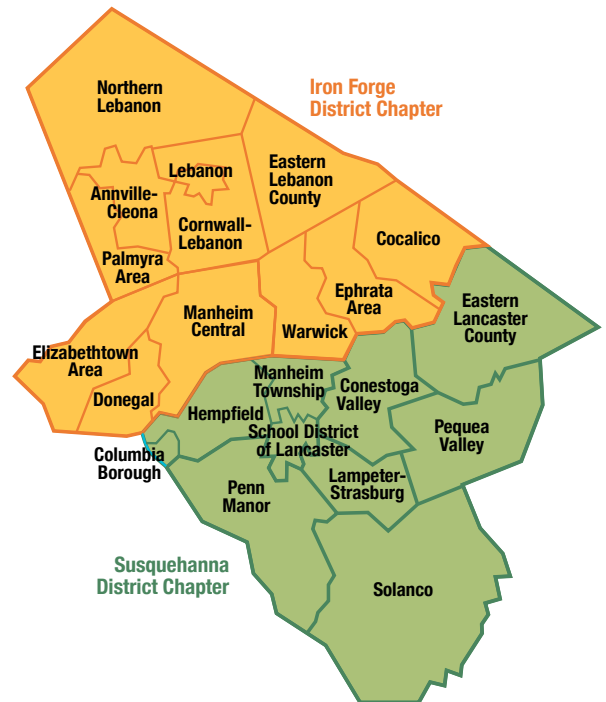 Northern
Lebanon
Iron Forge
District Chapter
Lebanon
Eastern
Lebanon
County
Annville-
Cleona
Cornwall-
Lebanon
Cocalico
Palmyra
Area
Ephrata
Area
Eastern
Lancaster
County
Manheim
Central
Warwick
Elizabethtown
Area
Donegal
Manheim
Township
Conestoga
Valley
Hempfield
School District
of Lancaster
Pequea
Valley
Columbia
Borough
Lampeter-
Strasburg
Penn
Manor
Susquehanna
District Chapter
Solanco